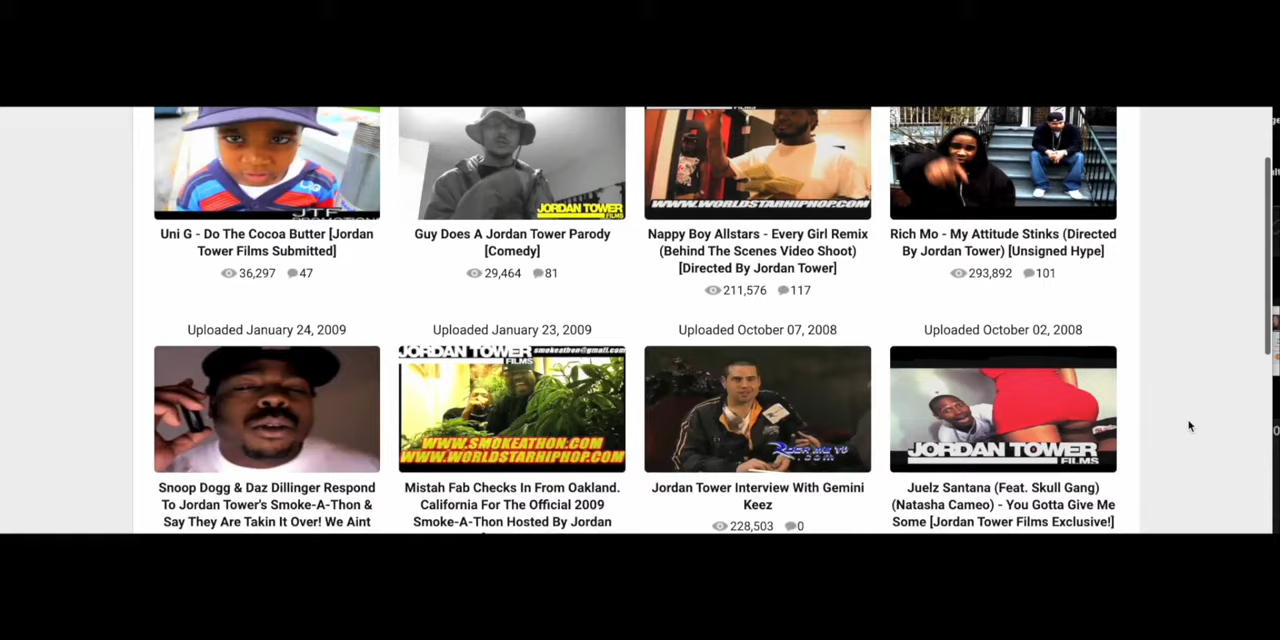 JTF
PROMOTIONS
JORDAN TOWER
FILMS
WWW.WORLDSTARHIPHOP.COM
Uni G - Do The Cocoa Butter [Jordan
Tower Films Submitted]
36,297 47
Guy Does A Jordan Tower Parody
[Comedy]
29,464 81
Nappy Boy Allstars - Every Girl Remix
(Behind The Scenes Video Shoot)
[Directed By Jordan Tower]
211,576 117
Rich Mo - My Attitude Stinks (Directed
By Jordan Tower) [Unsigned Hype]
293,892 101
Uploaded January 24, 2009
Uploaded January 23, 2009
Uploaded October 07, 2008
Uploaded October 02, 2008
JORDAN TOWER
FILMS
smokeathon@gmail.com
WWW.SMOKEATHON.COM
WWW.WORLDSTARHIPHOP.COM
JORDAN TOWER
FILMS
Snoop Dogg & Daz Dillinger Respond
To Jordan Tower's Smoke-A-Thon &
Say They Are Takin It Over! We Aint
Mistah Fab Checks In From Oakland.
California For The Official 2009
Smoke-A-Thon Hosted By Jordan
Jordan Tower Interview With Gemini
Keez
228,503 0
Juelz Santana (Feat. Skull Gang)
(Natasha Cameo) - You Gotta Give Me
Some [Jordan Tower Films Exclusive!]